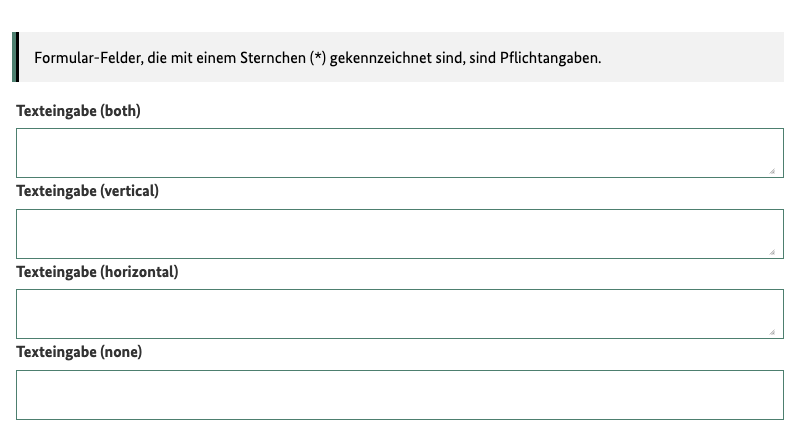 Formular-Felder, die mit einem Sternchen (*) gekennzeichnet sind, sind Pflichtangaben.
Texteingabe (both)
Texteingabe (vertical)
Texteingabe (horizontal)
Texteingabe (none)